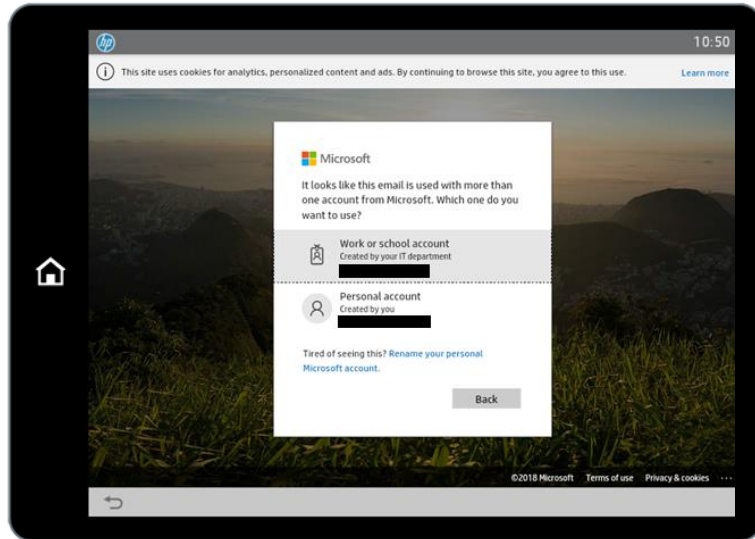 hp
10:50
This site uses cookies for analytics, personalized content and ads. By continuing to browse this site, you agree to this use. Learn more
Microsoft
It looks like this email is used with more than
one account from Microsoft. Which one do you
want to use?
Work or school account
Created by your IT department
Personal account
Created by you
Tired of seeing this? Rename your personal
Microsoft account.
Back
©2018 Microsoft Terms of use Privacy & cookies ...